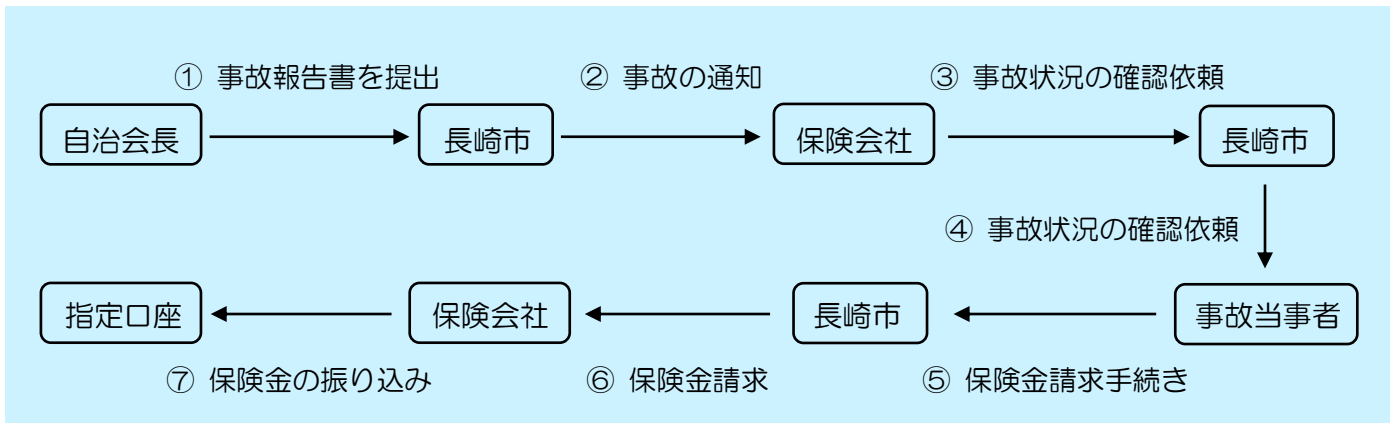 ① 事故報告書を提出
② 事故の通知
③ 事故状況の確認依頼
自治会長
長崎市
保険会社
長崎市
④ 事故状況の確認依頼
指定口座
保険会社
長崎市
事故当事者
⑦ 保険金の振り込み
⑥ 保険金請求
⑤ 保険金請求手続き